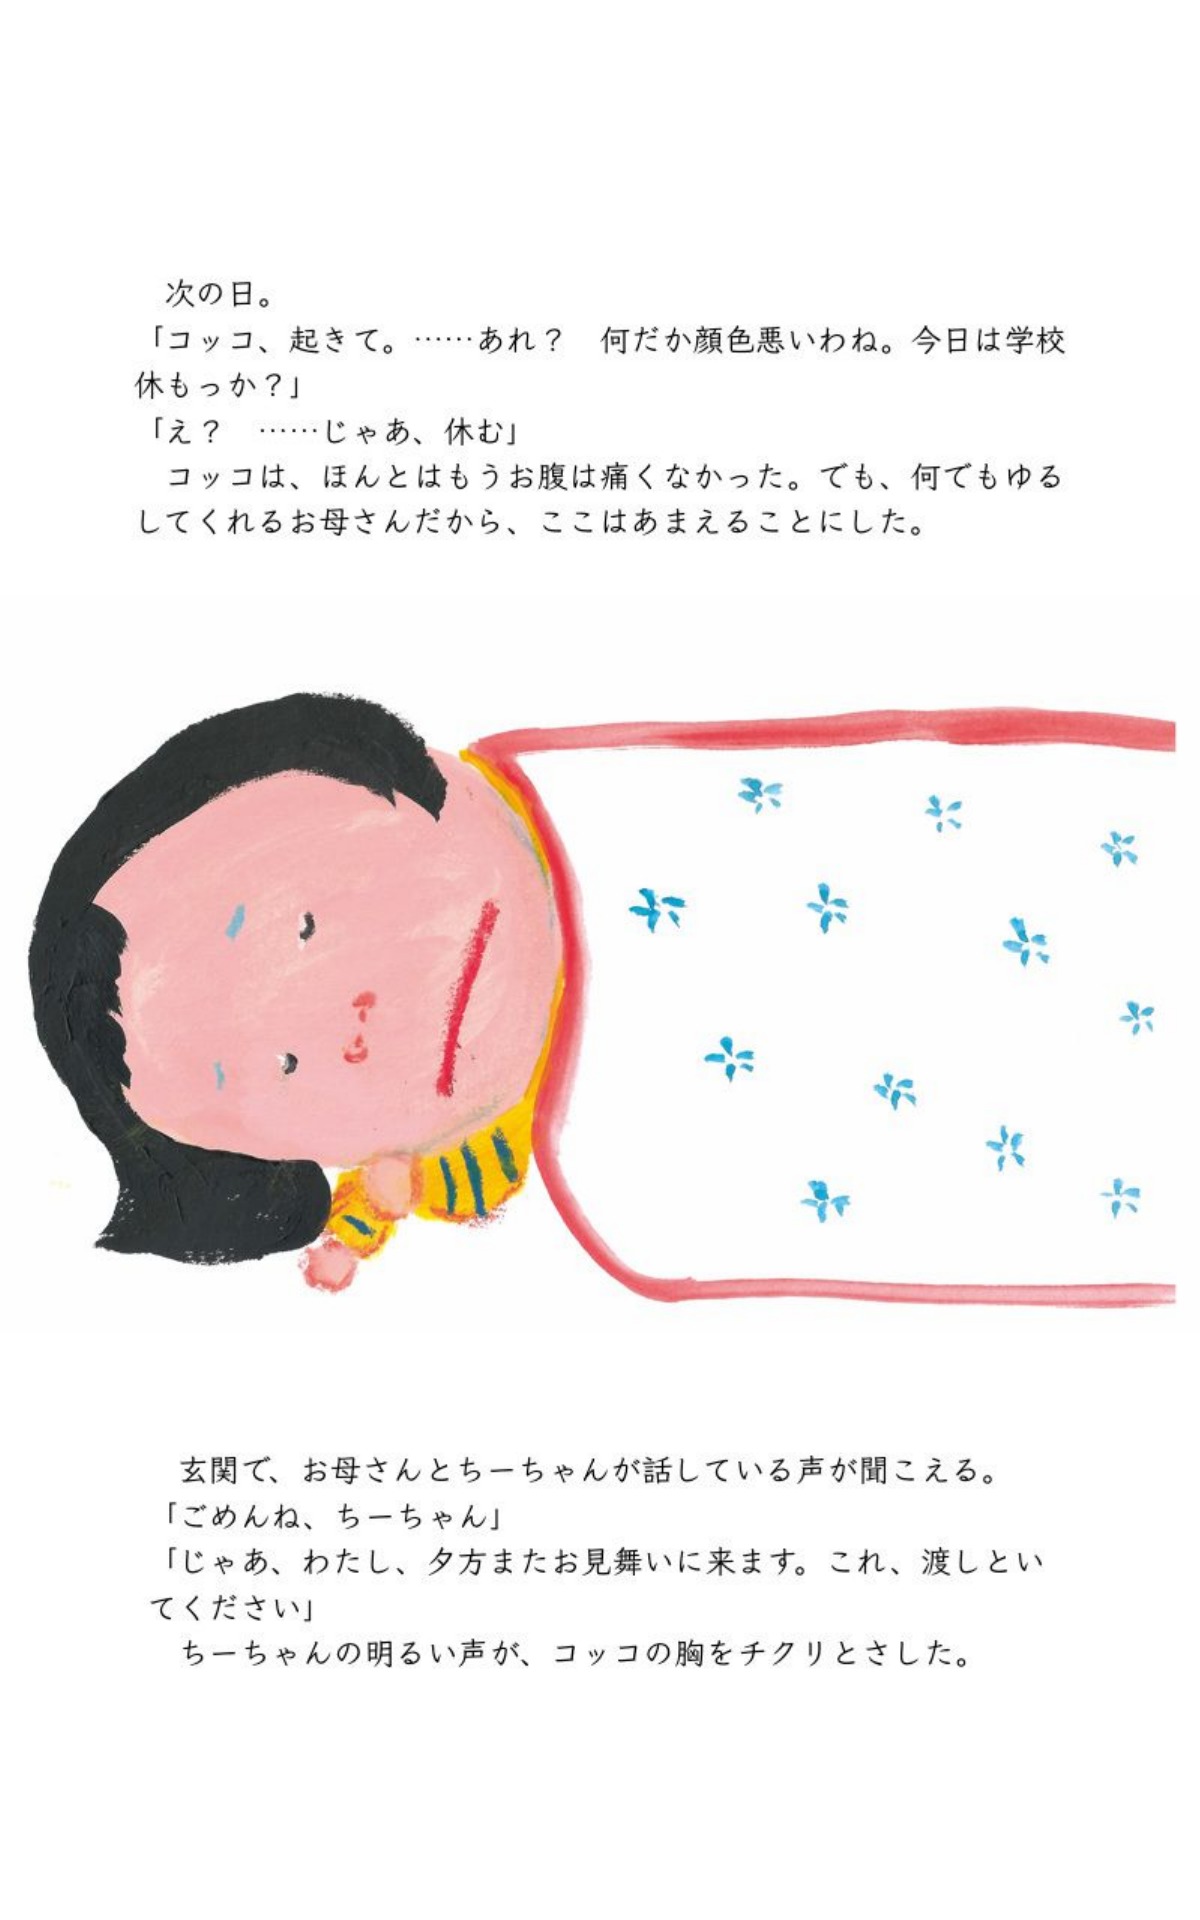 次の日。
「コッコ、起きて。……あれ？　何だか顔色悪いわね。今日は学校
休もっか？」
「え？　……じゃあ、休む」
コッコは、ほんとはもうお腹は痛くなかった。でも、何でもゆる
してくれるお母さんだから、ここはあまえることにした。
玄関で、お母さんとちーちゃんが話している声が聞こえる。
「ごめんね、ちーちゃん」
「じゃあ、わたし、夕方またお見舞いに来ます。これ、渡しとい
てください」
ちーちゃんの明るい声が、コッコの胸をチクリとさした。